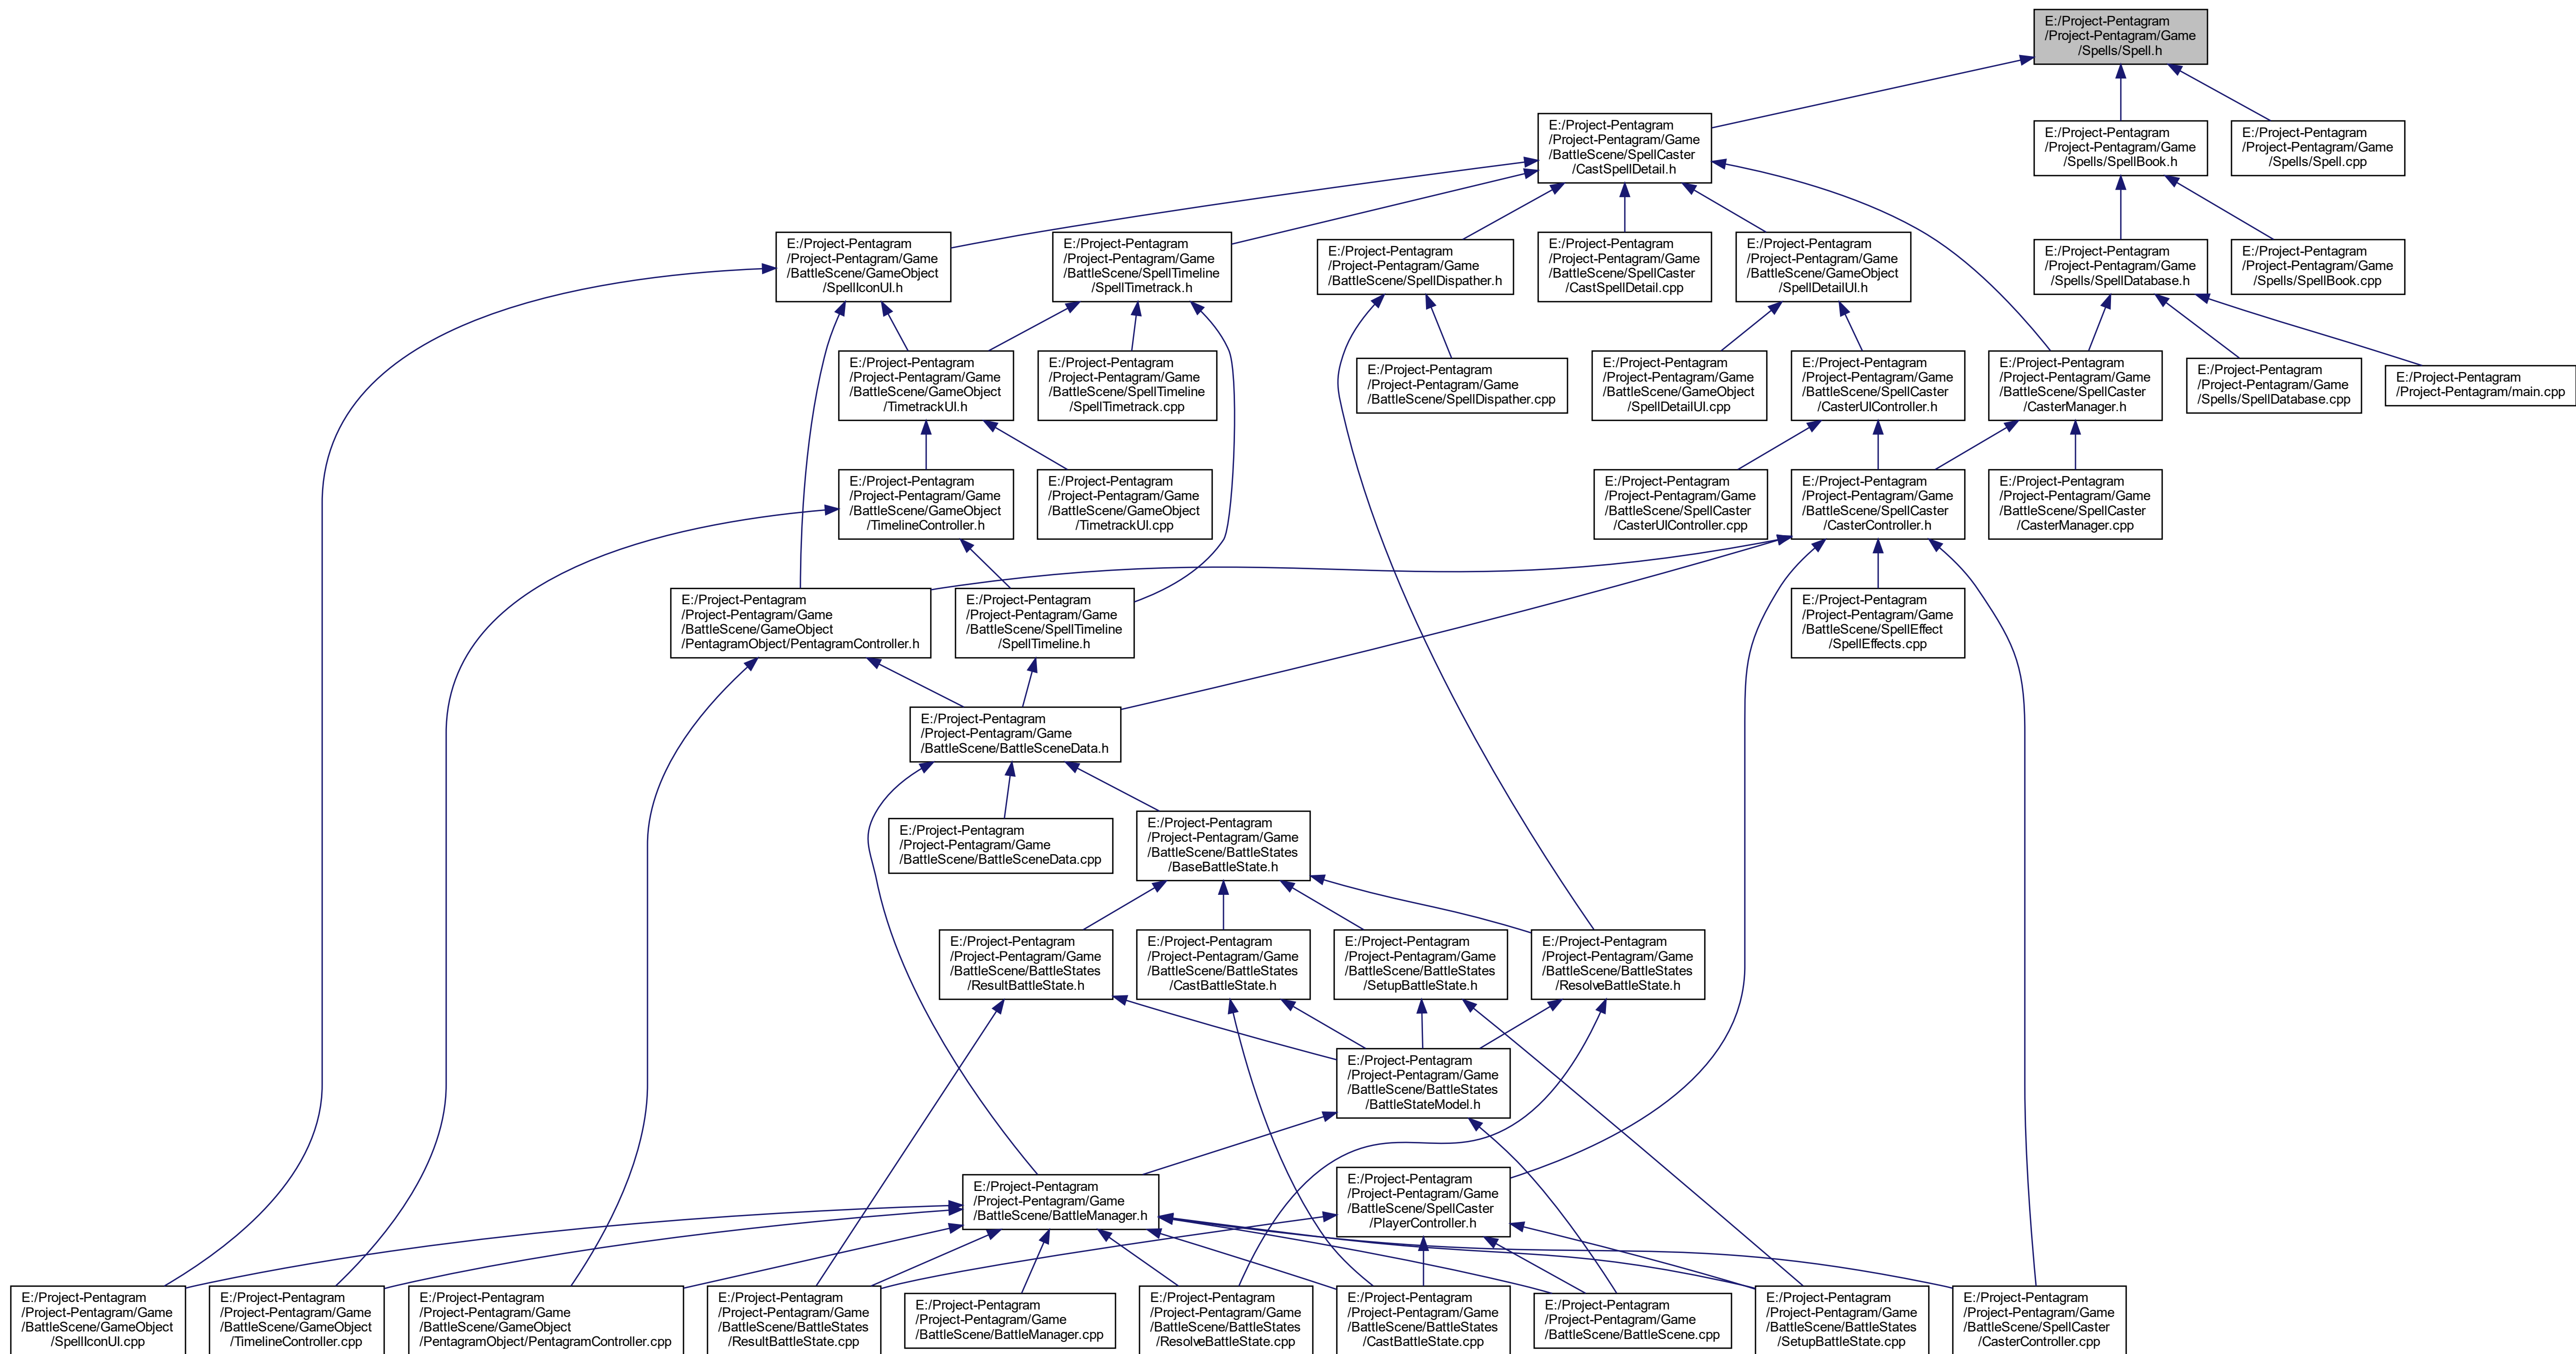 E:/Project-Pentagram
/Project-Pentagram/Game
/Spells/Spell.h
E:/Project-Pentagram
/Project-Pentagram/Game
/BattleScene/SpellCaster
/CastSpellDetail.h
E:/Project-Pentagram
/Project-Pentagram/Game
/Spells/SpellBook.h
E:/Project-Pentagram
/Project-Pentagram/Game
/Spells/Spell.cpp
E:/Project-Pentagram
/Project-Pentagram/Game
/BattleScene/GameObject
/SpellIconUI.h
E:/Project-Pentagram
/Project-Pentagram/Game
/BattleScene/SpellTimeline
/SpellTimetrack.h
E:/Project-Pentagram
/Project-Pentagram/Game
/BattleScene/SpellDispather.h
E:/Project-Pentagram
/Project-Pentagram/Game
/BattleScene/SpellCaster
/CastSpellDetail.cpp
E:/Project-Pentagram
/Project-Pentagram/Game
/BattleScene/GameObject
/SpellDetailUI.h
E:/Project-Pentagram
/Project-Pentagram/Game
/Spells/SpellDatabase.h
E:/Project-Pentagram
/Project-Pentagram/Game
/Spells/SpellBook.cpp
E:/Project-Pentagram
/Project-Pentagram/Game
/BattleScene/GameObject
/TimetrackUI.h
E:/Project-Pentagram
/Project-Pentagram/Game
/BattleScene/SpellTimeline
/SpellTimetrack.cpp
E:/Project-Pentagram
/Project-Pentagram/Game
/BattleScene/SpellDispather.cpp
E:/Project-Pentagram
/Project-Pentagram/Game
/BattleScene/GameObject
/SpellDetailUI.cpp
E:/Project-Pentagram
/Project-Pentagram/Game
/BattleScene/SpellCaster
/CasterUIController.h
E:/Project-Pentagram
/Project-Pentagram/Game
/BattleScene/SpellCaster
/CasterManager.h
E:/Project-Pentagram
/Project-Pentagram/Game
/Spells/SpellDatabase.cpp
E:/Project-Pentagram
/Project-Pentagram/main.cpp
E:/Project-Pentagram
/Project-Pentagram/Game
/BattleScene/GameObject
/TimelineController.h
E:/Project-Pentagram
/Project-Pentagram/Game
/BattleScene/GameObject
/TimetrackUI.cpp
E:/Project-Pentagram
/Project-Pentagram/Game
/BattleScene/SpellCaster
/CasterUIController.cpp
E:/Project-Pentagram
/Project-Pentagram/Game
/BattleScene/SpellCaster
/CasterController.h
E:/Project-Pentagram
/Project-Pentagram/Game
/BattleScene/SpellCaster
/CasterManager.cpp
E:/Project-Pentagram
/Project-Pentagram/Game
/BattleScene/GameObject
/PentagramObject/PentagramController.h
E:/Project-Pentagram
/Project-Pentagram/Game
/BattleScene/SpellTimeline
/SpellTimeline.h
E:/Project-Pentagram
/Project-Pentagram/Game
/BattleScene/SpellEffect
/SpellEffects.cpp
E:/Project-Pentagram
/Project-Pentagram/Game
/BattleScene/BattleSceneData.h
E:/Project-Pentagram
/Project-Pentagram/Game
/BattleScene/BattleSceneData.cpp
E:/Project-Pentagram
/Project-Pentagram/Game
/BattleScene/BattleStates
/BaseBattleState.h
E:/Project-Pentagram
/Project-Pentagram/Game
/BattleScene/BattleStates
/ResultBattleState.h
E:/Project-Pentagram
/Project-Pentagram/Game
/BattleScene/BattleStates
/CastBattleState.h
E:/Project-Pentagram
/Project-Pentagram/Game
/BattleScene/BattleStates
/SetupBattleState.h
E:/Project-Pentagram
/Project-Pentagram/Game
/BattleScene/BattleStates
/ResolveBattleState.h
E:/Project-Pentagram
/Project-Pentagram/Game
/BattleScene/BattleStates
/BattleStateModel.h
E:/Project-Pentagram
/Project-Pentagram/Game
/BattleScene/BattleManager.h
E:/Project-Pentagram
/Project-Pentagram/Game
/BattleScene/SpellCaster
/PlayerController.h
E:/Project-Pentagram
/Project-Pentagram/Game
/BattleScene/GameObject
/SpellIconUI.cpp
E:/Project-Pentagram
/Project-Pentagram/Game
/BattleScene/GameObject
/TimelineController.cpp
E:/Project-Pentagram
/Project-Pentagram/Game
/BattleScene/GameObject
/PentagramObject/PentagramController.cpp
E:/Project-Pentagram
/Project-Pentagram/Game
/BattleScene/BattleStates
/ResultBattleState.cpp
E:/Project-Pentagram
/Project-Pentagram/Game
/BattleScene/BattleManager.cpp
E:/Project-Pentagram
/Project-Pentagram/Game
/BattleScene/BattleStates
/ResolveBattleState.cpp
E:/Project-Pentagram
/Project-Pentagram/Game
/BattleScene/BattleStates
/CastBattleState.cpp
E:/Project-Pentagram
/Project-Pentagram/Game
/BattleScene/BattleScene.cpp
E:/Project-Pentagram
/Project-Pentagram/Game
/BattleScene/BattleStates
/SetupBattleState.cpp
E:/Project-Pentagram
/Project-Pentagram/Game
/BattleScene/SpellCaster
/CasterController.cpp